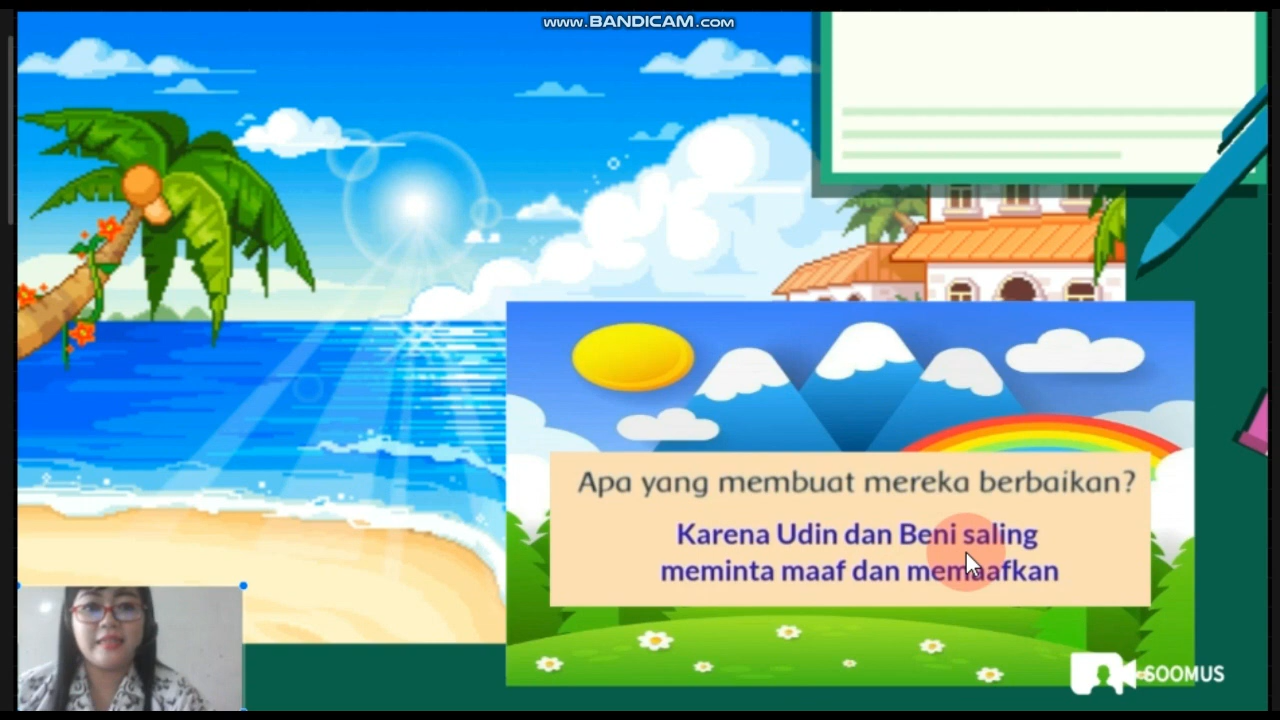 www.BANDICAM.com
Apa yang membuat mereka berbaikan?
Karena Udin dan Beni saling
meminta maaf dan memaafkan
SOOMUS